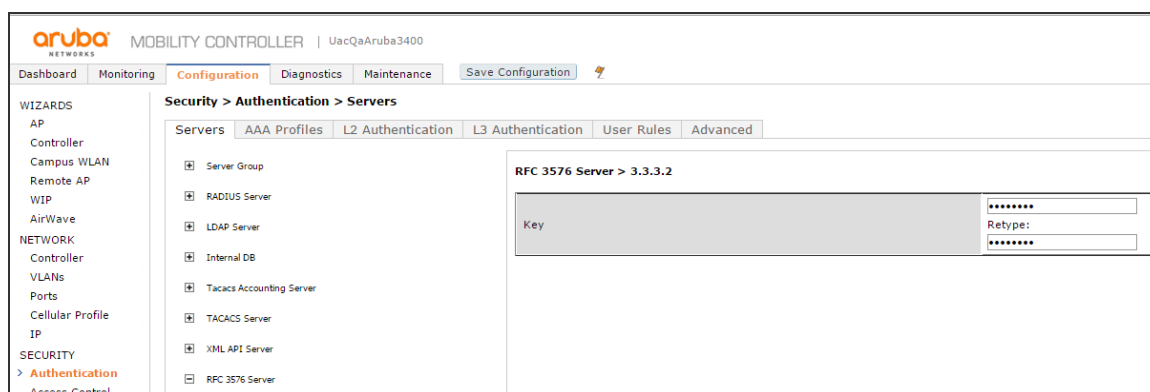 aruba
NETWORKS
MOBILITY CONTROLLER | UacQaAruba3400
Dashboard Monitoring Configuration Diagnostics Maintenance Save Configuration
WIZARDS
AP
Controller
Campus WLAN
Remote AP
WIP
AirWave
NETWORK
Controller
VLANs
Ports
Cellular Profile
IP
SECURITY
> Authentication
Access Control
Security > Authentication > Servers
Servers AAA Profiles L2 Authentication L3 Authentication User Rules Advanced
Server Group
RADIUS Server
LDAP Server
Internal DB
Tacacs Accounting Server
TACACS Server
XML API Server
RFC 3576 Server
RFC 3576 Server > 3.3.3.2
Key
••••••••
Retype:
••••••••